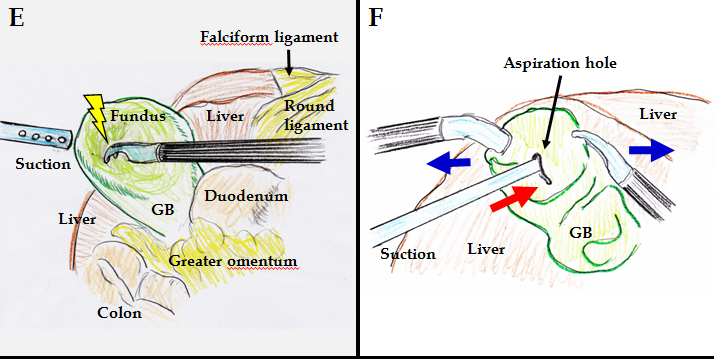 E
Falciform ligament
Fundus
Liver
Round
ligament
Suction
Duodenum
GB
Liver
Greater omentum
Colon
F
Aspiration hole
Liver
GB
Suction
Liver